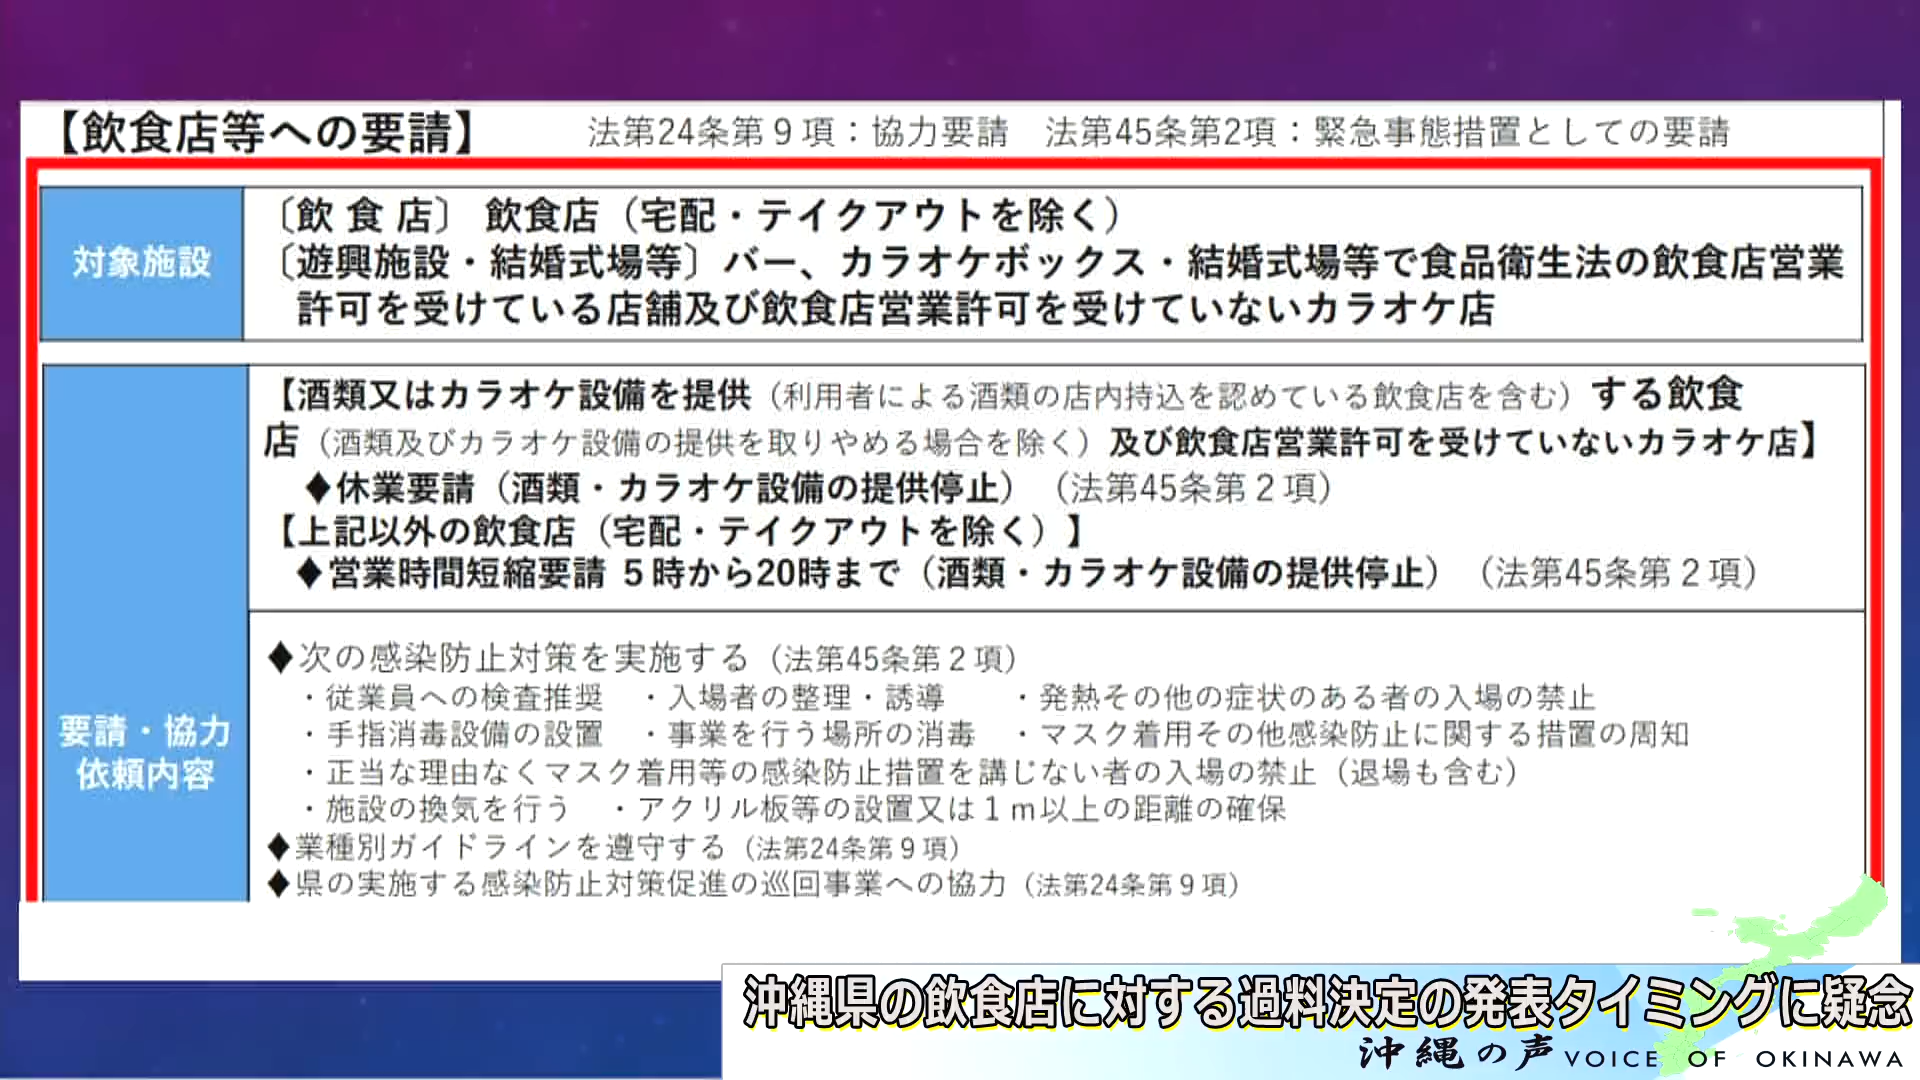 【飲食店等への要請】 法第24条第９項：協力要請 法第45条第2項：緊急事態措置としての要請
対象施設
〔飲 食 店〕 飲食店（宅配・テイクアウトを除く）
〔遊興施設・結婚式場等〕バー、カラオケボックス・結婚式場等で食品衛生法の飲食店営業
許可を受けている店舗及び飲食店営業許可を受けていないカラオケ店
要請・協力
依頼内容
【酒類又はカラオケ設備を提供（利用者による酒類の店内持込を認めている飲食店を含む）する飲食
店（酒類及びカラオケ設備の提供を取りやめる場合を除く）及び飲食店営業許可を受けていないカラオケ店】
◆休業要請（酒類・カラオケ設備の提供停止）（法第45条第２項）
【上記以外の飲食店（宅配・テイクアウトを除く）】
◆営業時間短縮要請 ５時から20時まで（酒類・カラオケ設備の提供停止）（法第45条第２項）
◆次の感染防止対策を実施する（法第45条第２項）
・従業員への検査推奨 ・入場者の整理・誘導 ・発熱その他の症状のある者の入場の禁止
・手指消毒設備の設置 ・事業を行う場所の消毒 ・マスク着用その他感染防止に関する措置の周知
・正当な理由なくマスク着用等の感染防止措置を講じない者の入場の禁止（退場も含む）
・施設の換気を行う ・アクリル板等の設置又は１ｍ以上の距離の確保
◆業種別ガイドラインを遵守する（法第24条第９項）
◆県の実施する感染防止対策促進の巡回事業への協力（法第24条第９項）
沖縄県の飲食店に対する過料決定の発表タイミングに疑念
沖縄の声 VOICE OF OKINAWA